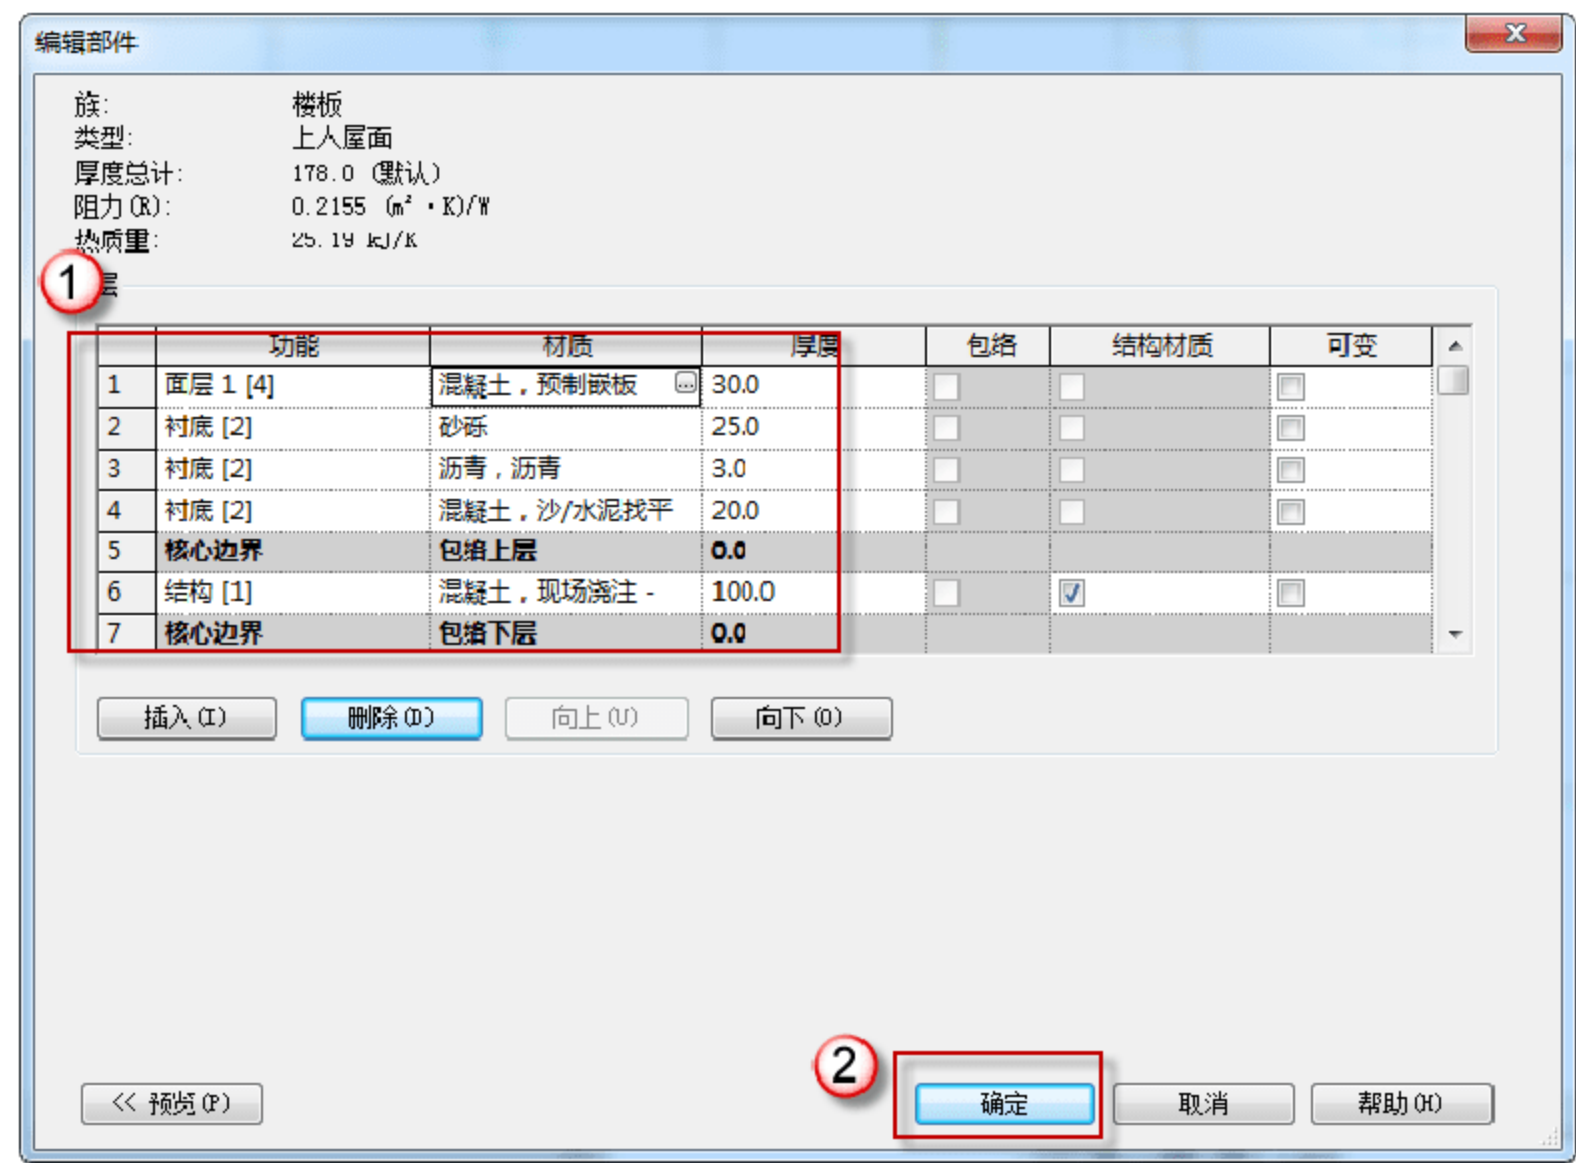 编辑部件
族: 楼板
类型: 上人屋面
厚度总计: 178.0 (默认)
阻力(R): 0.2155 (m²·K)/W
热质量: 25.19 kJ/K
1
层
功能 材质 厚度 包络 结构材质 可变
1 面层 1 [4] 混凝土，预制嵌板 ... 30.0
2 衬底 [2] 砂砾 25.0
3 衬底 [2] 沥青，沥青 3.0
4 衬底 [2] 混凝土，沙/水泥找平 20.0
5 核心边界 包络上层 0.0
6 结构 [1] 混凝土，现场浇注 - 100.0
7 核心边界 包络下层 0.0
插入(I) 删除(D) 向上(U) 向下(O)
2
<< 预览(P) 确定 取消 帮助(H)